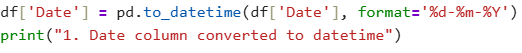 df['Date'] = pd.to_datetime(df['Date'], format='%d-%m-%Y')
print("1. Date column converted to datetime")